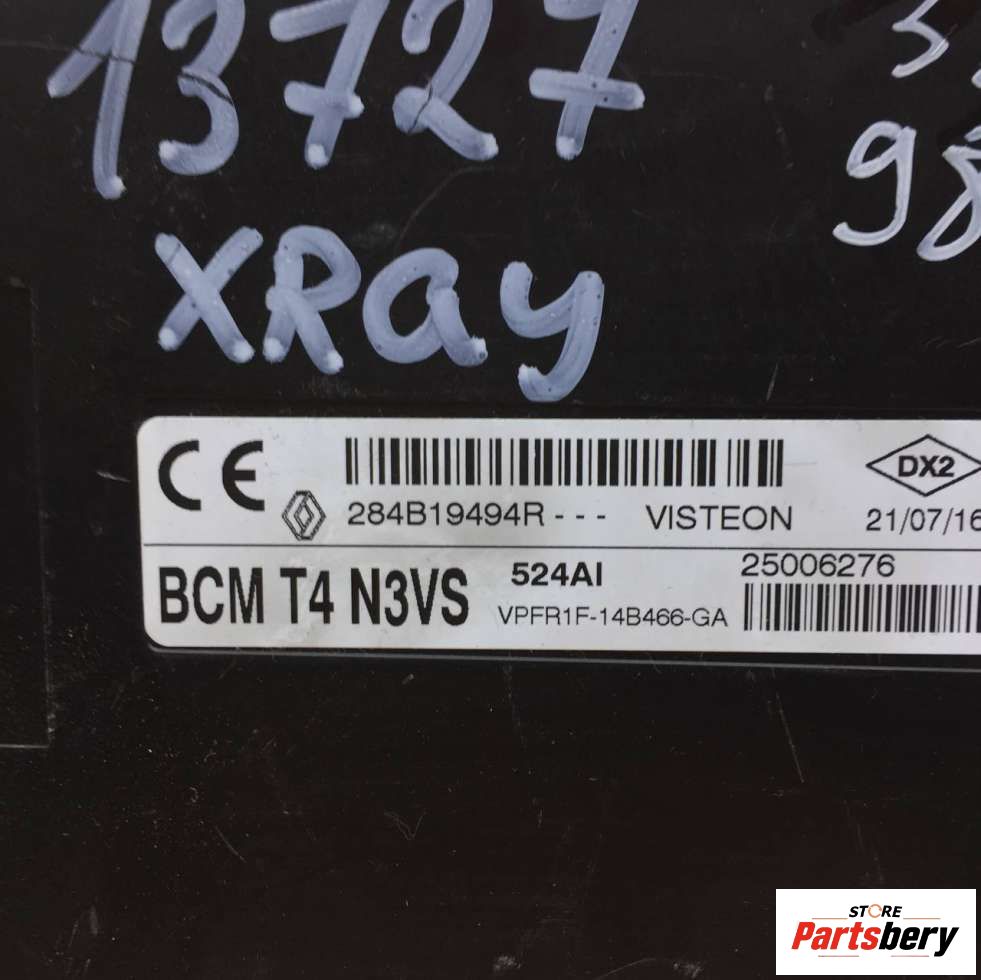 13727
98
XRay
CE 284B19494R - - - VISTEON DX2 21/07/16
BCM T4 N3VS 524AI 25006276
VPFR1F-14B466-GA
STORE
Partsbery